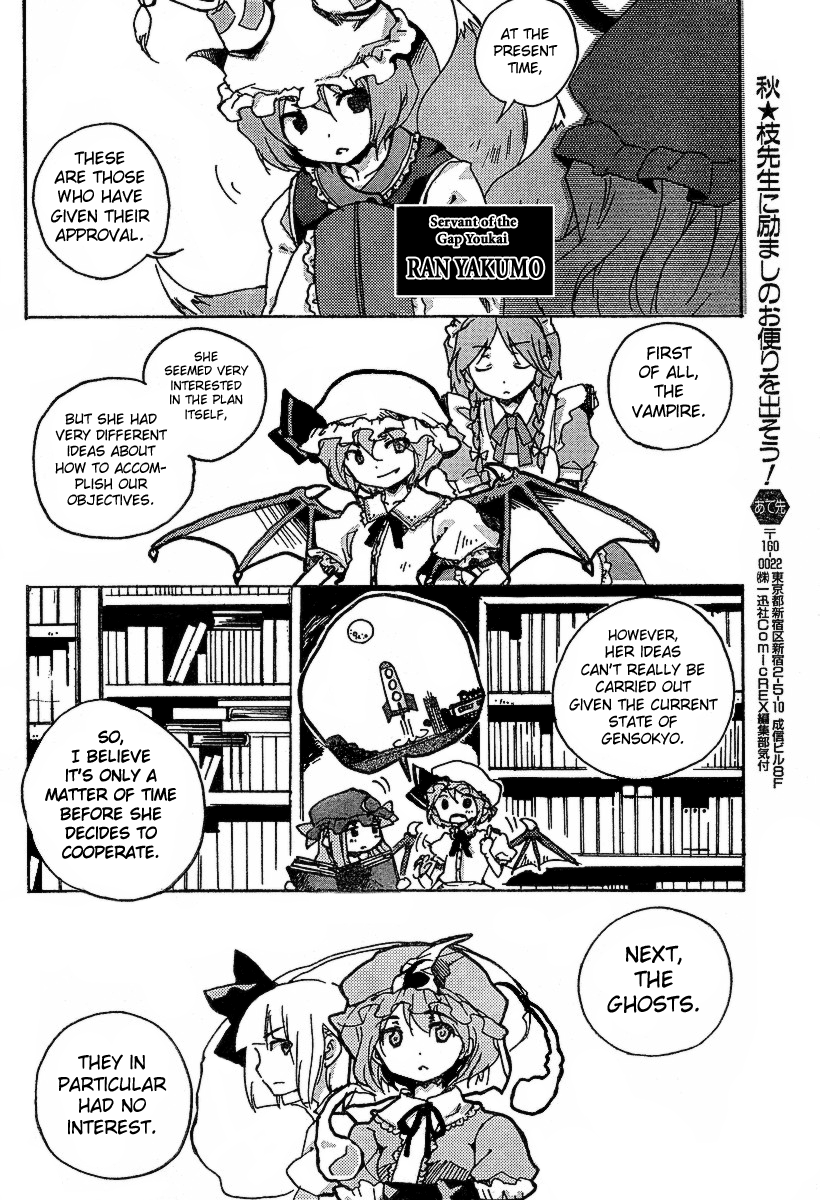 AT THE
PRESENT
TIME,
THESE
ARE THOSE
WHO HAVE
GIVEN THEIR
APPROVAL.
Servant of the
Gap Youkai
RAN YAKUMO
FIRST
OF ALL,
THE
VAMPIRE.
SHE
SEEMED VERY
INTERESTED
IN THE PLAN
ITSELF,
BUT SHE HAD
VERY DIFFERENT
IDEAS ABOUT
HOW TO ACCOM-
PLISH OUR
OBJECTIVES.
HOWEVER,
HER IDEAS
CAN'T REALLY BE
CARRIED OUT
GIVEN THE CURRENT
STATE OF
GENSOKYO.
SO,
I BELIEVE
IT'S ONLY A
MATTER OF TIME
BEFORE SHE
DECIDES TO
COOPERATE.
NEXT,
THE
GHOSTS.
THEY IN
PARTICULAR
HAD NO
INTEREST.
秋★枝先生に励ましのお便りを出そう!
あて先
〒160-0022 東京都新宿区新宿2-5-10 成信ビル8F
㈱一迅社ComicREX編集部気付